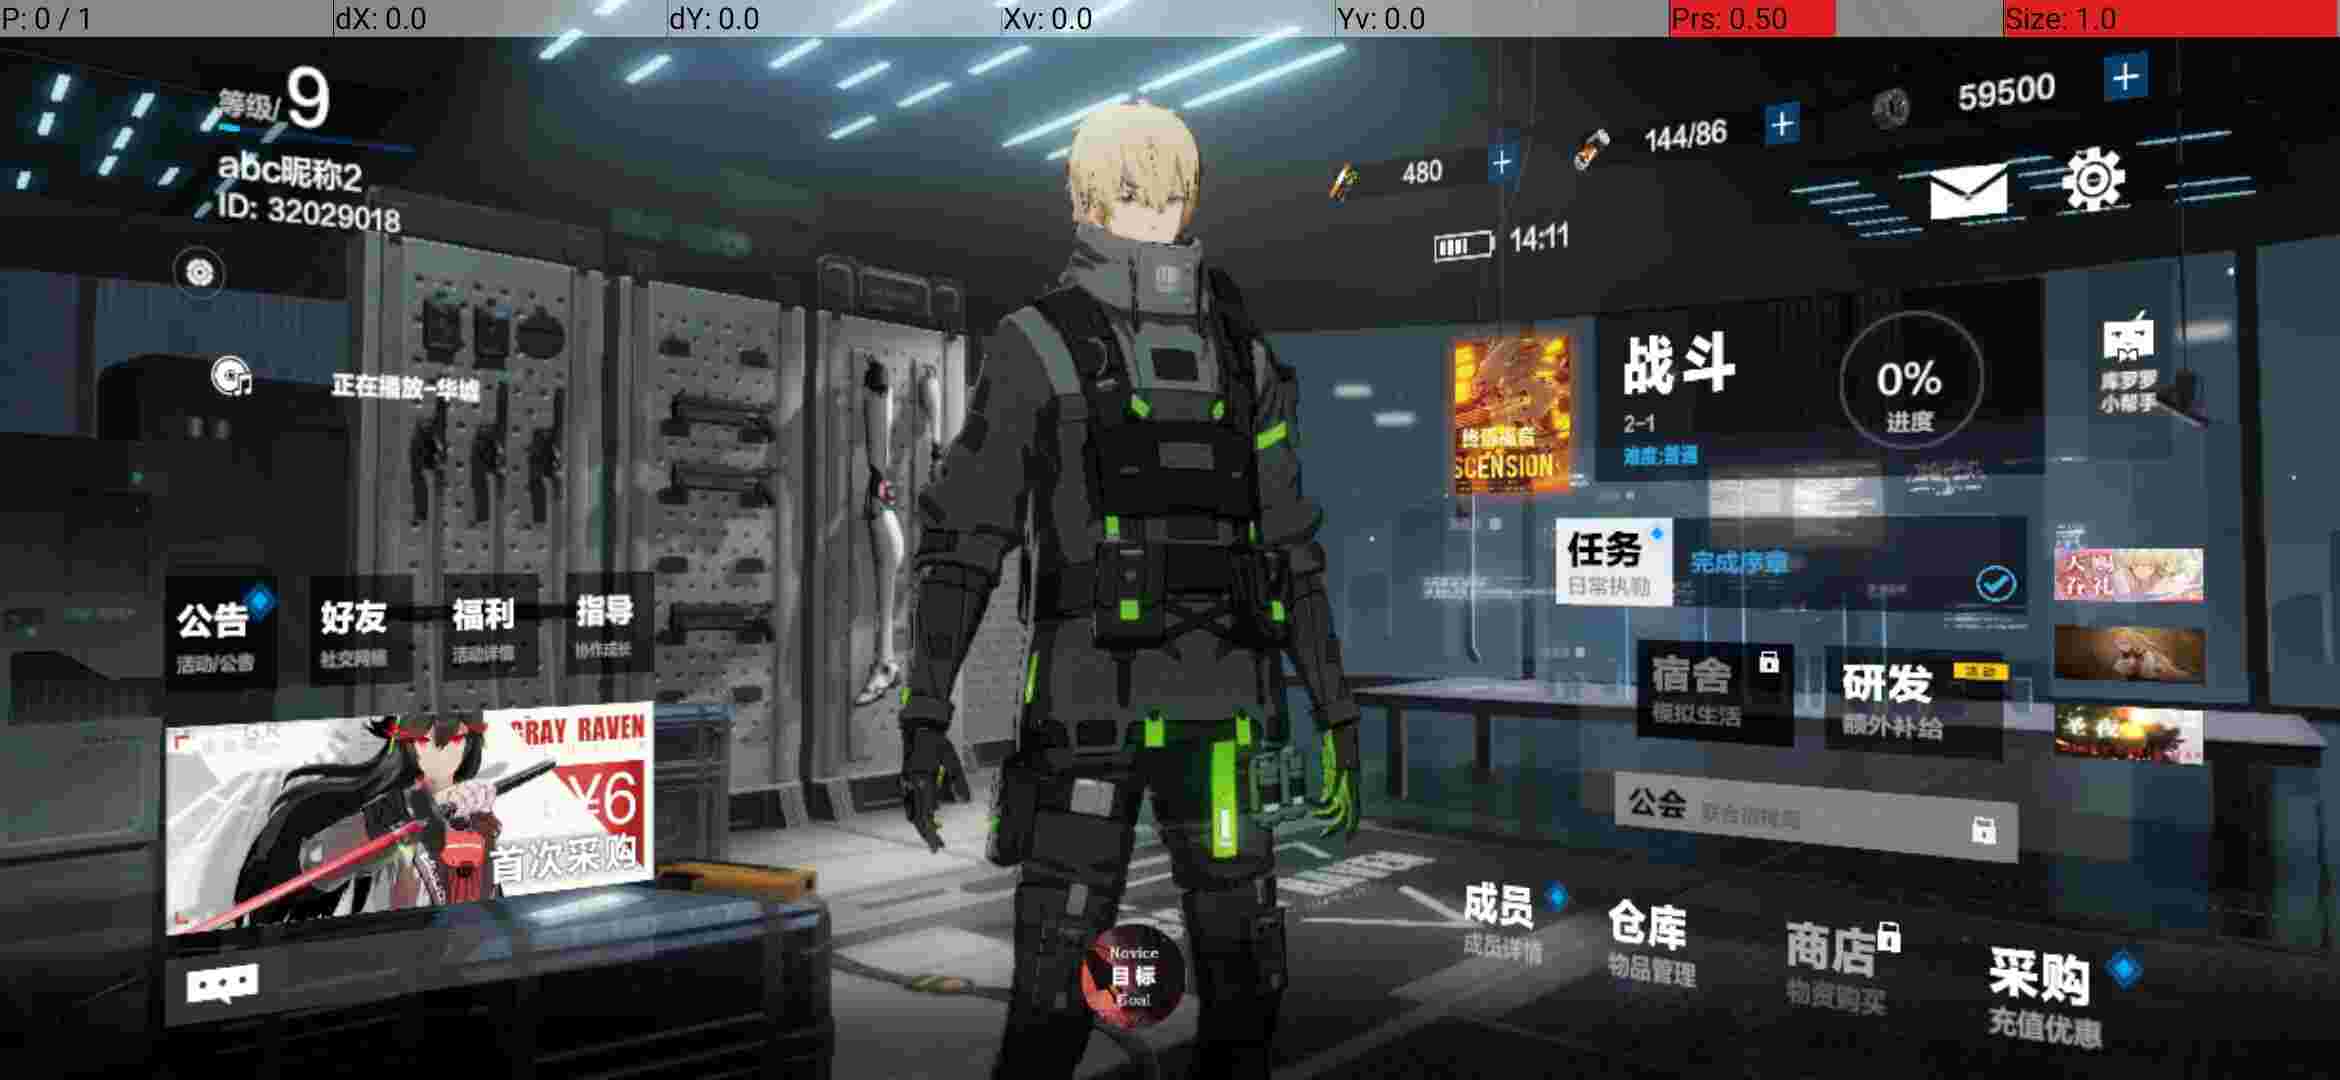 P: 0 / 1
dX: 0.0
dY: 0.0
Xv: 0.0
Yv: 0.0
Prs: 0.50
Size: 1.0
等级/9
abc昵称2
ID: 32029018
正在播放-华墟
480
144/86
59500
14:11
战斗
2-1
难度:普通
0%
进度
库罗罗
小帮手
终焉福音
SCENSION
任务
日常执勤
完成序章
公告
活动/公告
好友
社交网络
福利
活动详情
指导
协作成长
宿舍
模拟生活
研发
额外补给
活动
GRAY RAVEN
¥6
首次采购
公会
成员
成员详情
仓库
物品管理
商店
物资购买
采购
充值优惠
Novice
目标
Goal